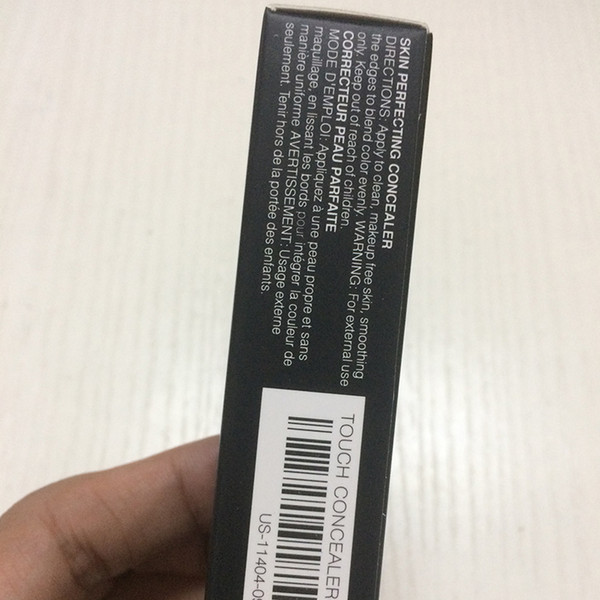 SKIN PERFECTING CONCEALER
DIRECTIONS: Apply to clean, makeup free skin, smoothing
the edges to blend color evenly. WARNING: For external use
only. Keep out of reach of children.
CORRECTEUR PEAU PARFAITE
MODE D'EMPLOI: Appliquez à une peau propre et sans
maquillage, en lissant les bords pour intégrer la couleur de
manière uniforme AVERTISSEMENT: Usage externe
seulement. Tenir hors de la portée des enfants.
TOUCH CONCEALER
US-11404-09